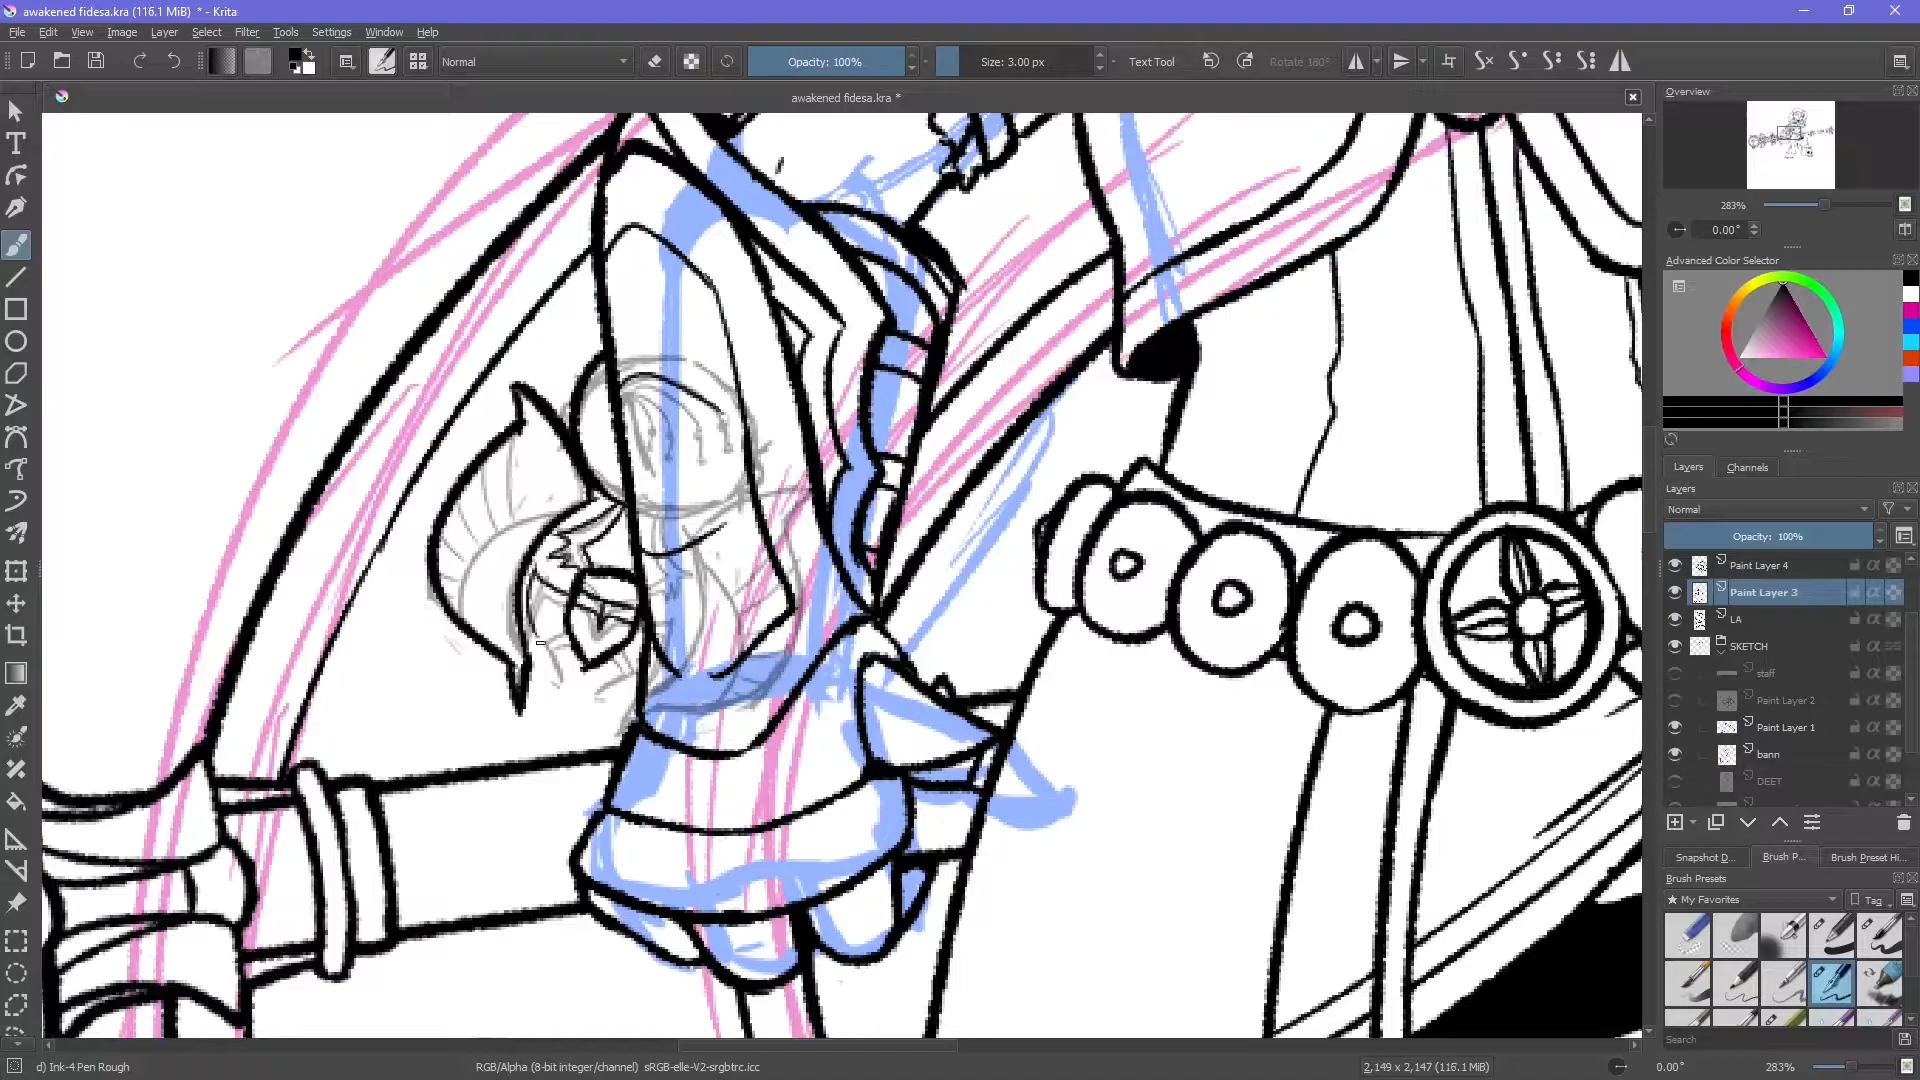 awakened fidesa.kra (116.1 MiB) * - Krita
File Edit View Image Layer Select Filter Tools Settings Window Help
Normal
Opacity: 100%
Size: 3.00 px
Text Tool
Rotate 180°
awakened fidesa.kra *
Overview
283%
0.00°
Advanced Color Selector
Layers Channels
Layers
Normal
Opacity: 100%
Paint Layer 4
Paint Layer 3
LA
SKETCH
staff
Paint Layer 2
Paint Layer 1
bann
DEET
Snapshot D... Brush P... Brush Preset Hi...
Brush Presets
★ My Favorites
Tag
Search
d) Ink-4 Pen Rough
RGB/Alpha (8-bit integer/channel) sRGB-elle-V2-srgbtrc.icc
2,149 x 2,147 (116.1 MiB)
0.00°
283%